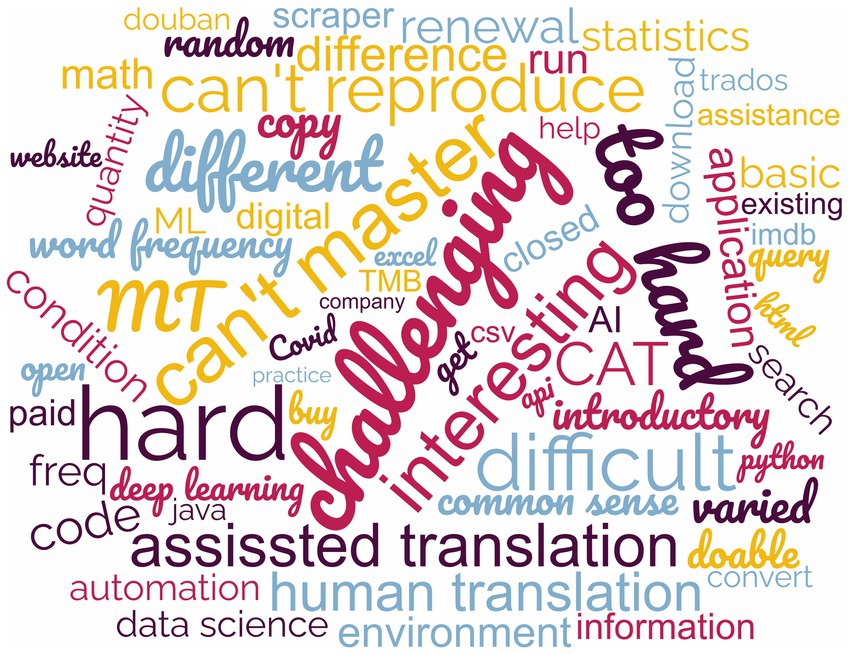 douban
scraper
renewal
random
difference
run
statistics
math
can't reproduce
download
trados
assistance
quantity
copy
help
too hard
website
different
can't master
challenging
application
basic
existing
ML
digital
closed
imdb
word frequency
excel
query
TMB
company
condition
MT
interesting
html
Covid
AI
get
csv
CAT
search
open
practice
api
paid
hard
buy
introductory
freq
deep learning
difficult
python
code
java
common sense
varied
assissted translation
doable
automation
human translation
convert
data science
environment
information